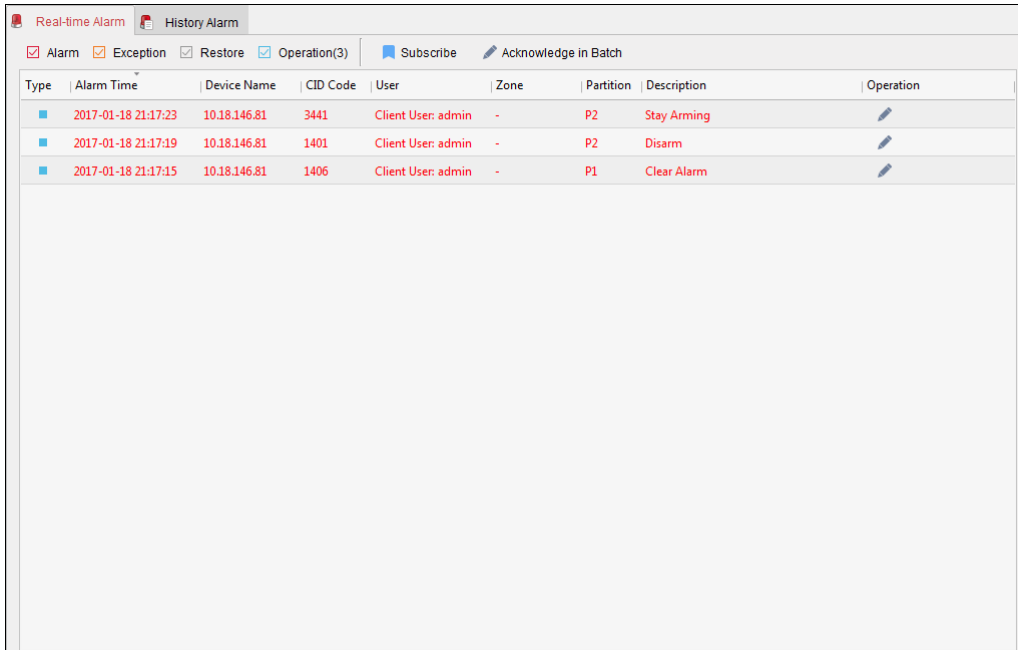 Real-time Alarm History Alarm
Alarm Exception Restore Operation(3) Subscribe Acknowledge in Batch
Type Alarm Time Device Name CID Code User Zone Partition Description Operation
2017-01-18 21:17:23 10.18.146.81 3441 Client User: admin - P2 Stay Arming
2017-01-18 21:17:19 10.18.146.81 1401 Client User: admin - P2 Disarm
2017-01-18 21:17:15 10.18.146.81 1406 Client User: admin - P1 Clear Alarm